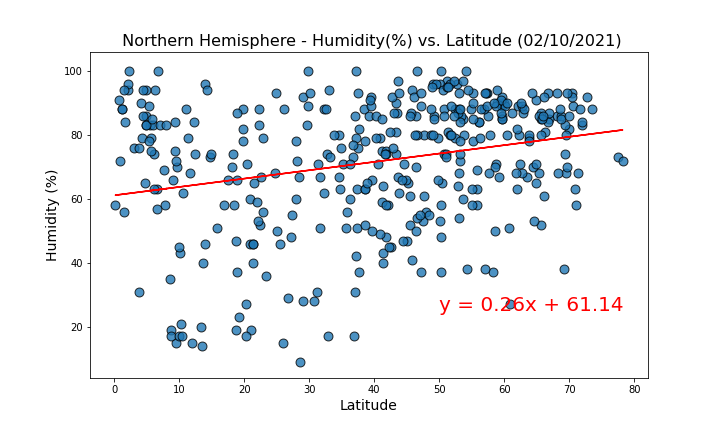 Northern Hemisphere - Humidity(%) vs. Latitude (02/10/2021)
100
80
60
40
20
Humidity (%)
y = 0.26x + 61.14
0 10 20 30 40 50 60 70 80
Latitude